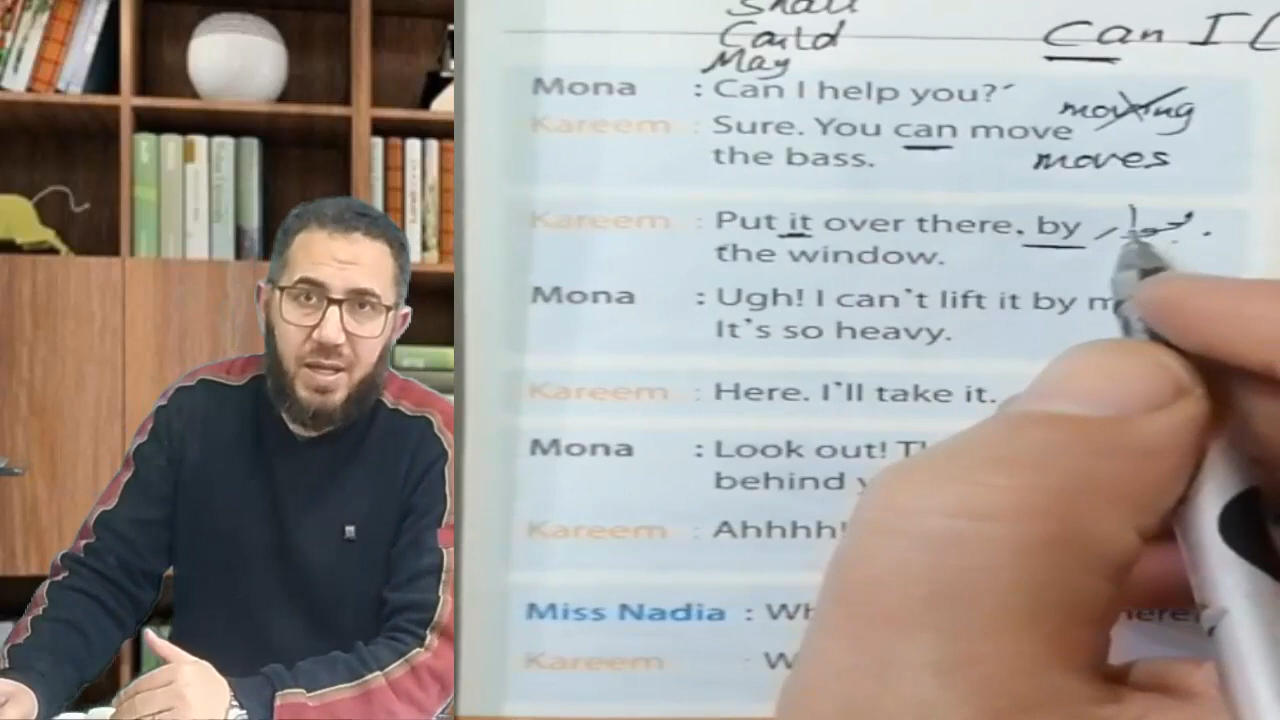 Shall
Could
May
Can I
Mona : Can I help you?
moving
Kareem : Sure. You can move
moves
the bass.
Kareem : Put it over there, by بجوار
the window.
Mona : Ugh! I can't lift it by
It's so heavy.
Kareem : Here. I'll take it.
Mona : Look out!
behind
Kareem : Ahhhh!
Miss Nadia :
Kareem :